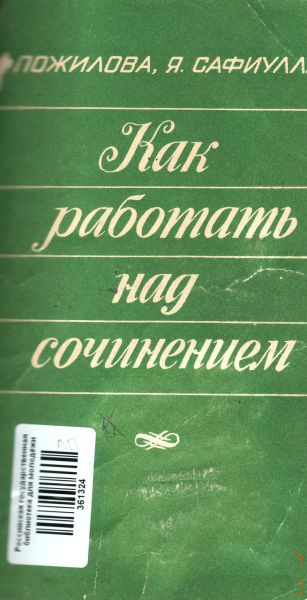 ПОЖИЛОВА, Я. САФИУЛЛ
Как
работать
над
сочинением
Российская государственная
библиотека для молодежи
361324